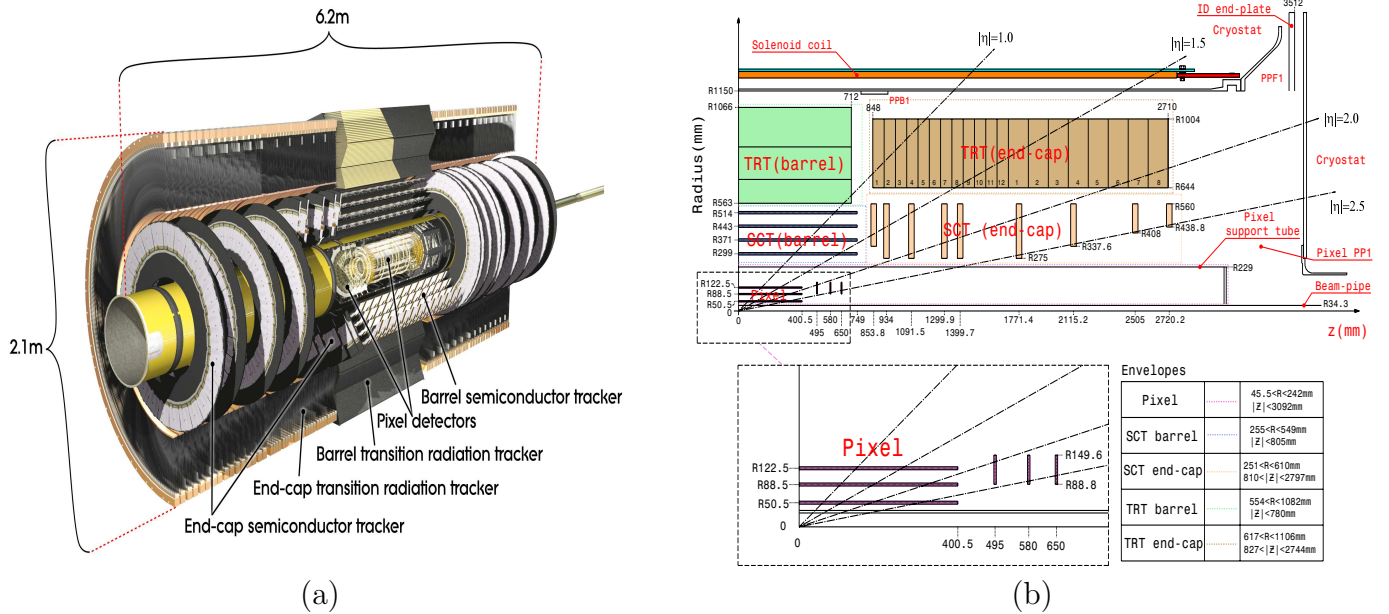 6.2m
2.1m
Barrel semiconductor tracker
Pixel detectors
Barrel transition radiation tracker
End-cap transition radiation tracker
End-cap semiconductor tracker
(a)
3512
ID end-plate
Cryostat
Solenoid coil
|η|=1.0
|η|=1.5
PPF1
R1150
712
PPB1
848
2710
R1066
R1004
|η|=2.0
Radius(mm)
TRT(barrel)
TRT(end-cap)
Cryostat
1 2 3 4 5 6 7 8 9 10 11 12 1 2 3 4 5 6 7 8
R644
R563
R514
R560
|η|=2.5
R443
SCT(barrel)
SCT (end-cap)
R438.8
R408
Pixel
support tube
R371
R337.6
Pixel PP1
R299
R275
R229
R122.5
R88.5
Pixel
Beam-pipe
R50.5
R34.3
0
0 400.5 580 749 934 1299.9 1771.4 2115.2 2505 2720.2
495 650 853.8 1091.5 1399.7
z(mm)
Pixel
R149.6
R122.5
R88.5
R88.8
R50.5
0
0 400.5 495 580 650
Envelopes
Pixel
45.5<R<242mm
|Z|<3092mm
SCT barrel
255<R<549mm
|Z|<805mm
SCT end-cap
251<R<610mm
810<|Z|<2797mm
TRT barrel
554<R<1082mm
|Z|<780mm
TRT end-cap
617<R<1106mm
827<|Z|<2744mm
(b)